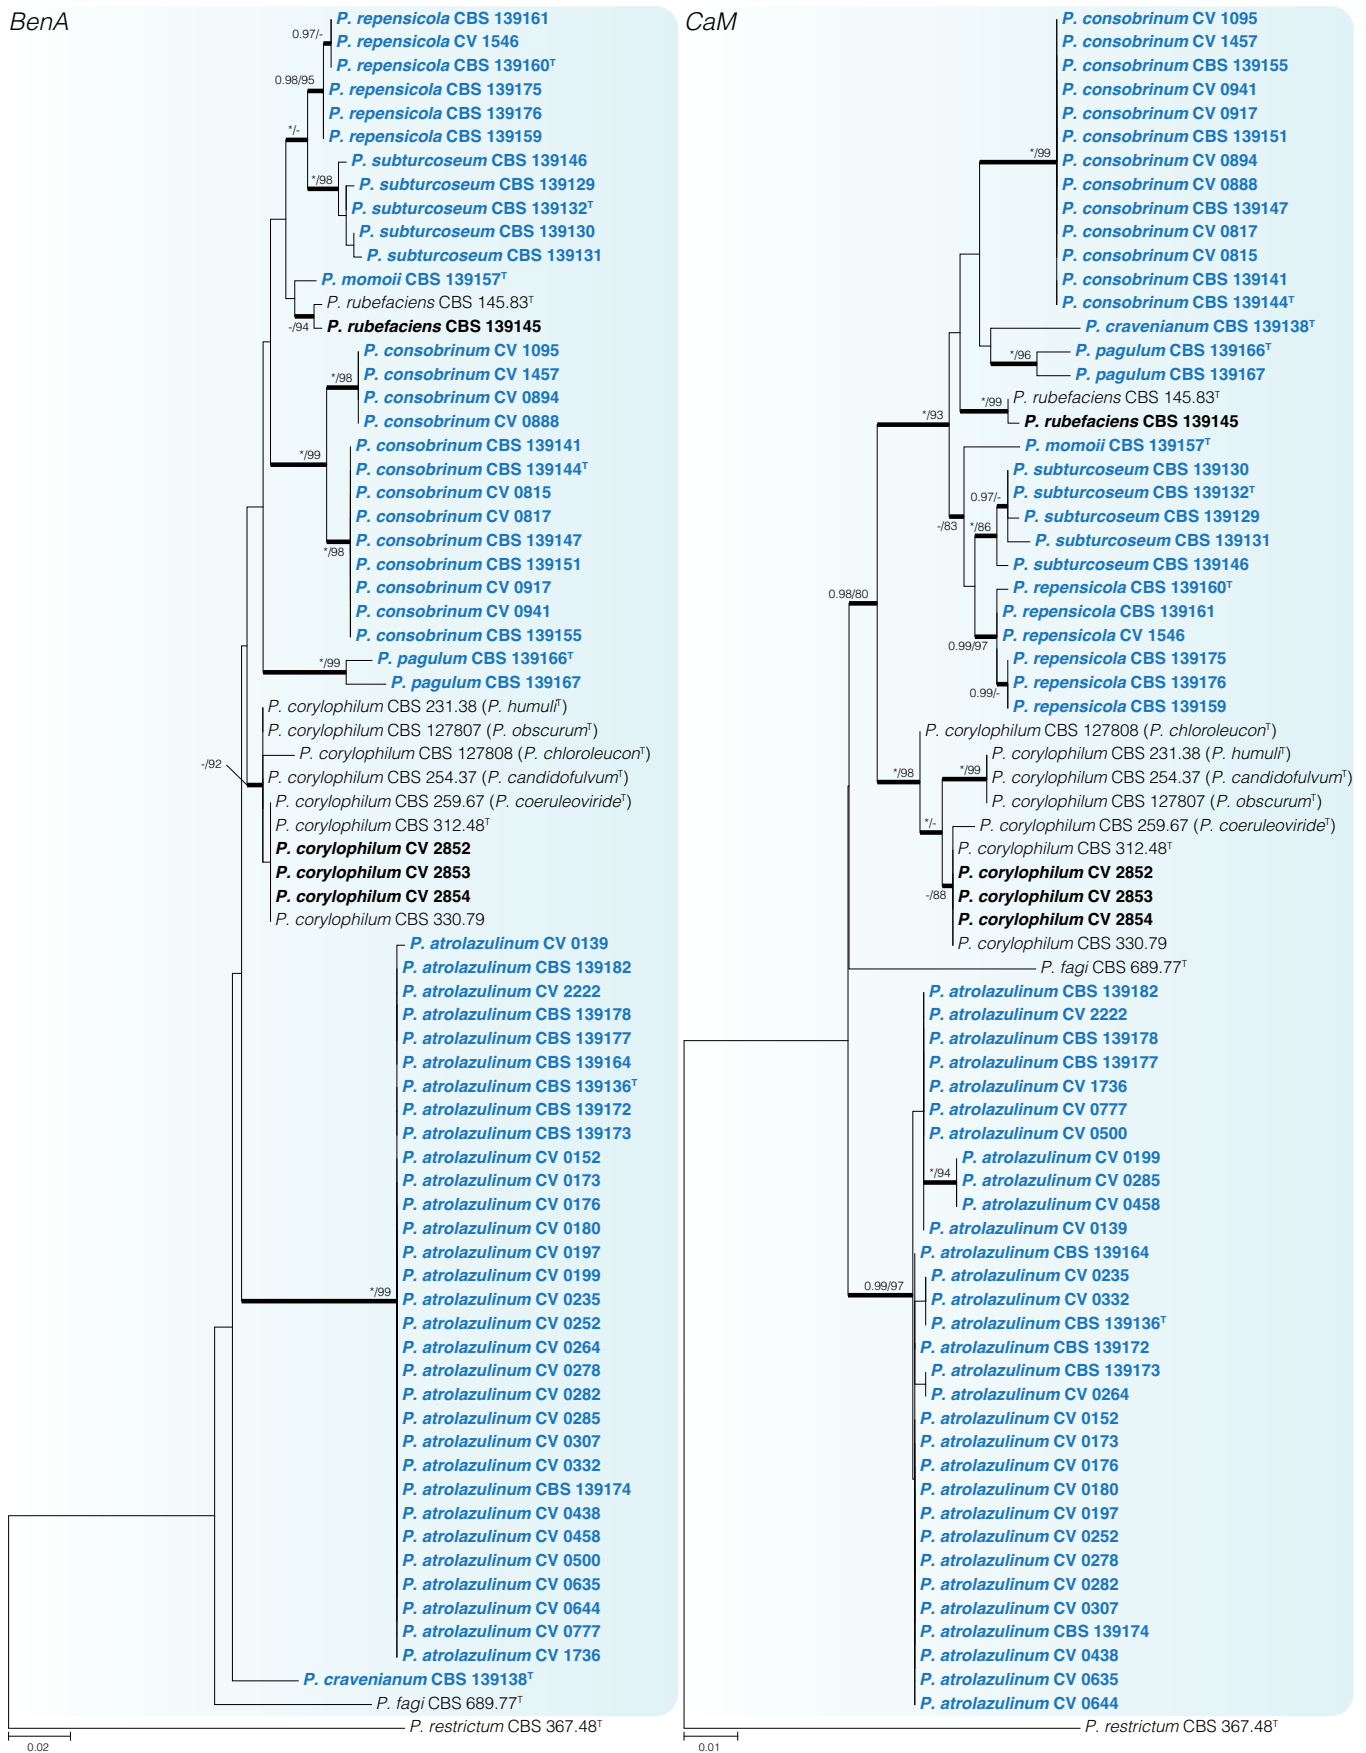 BenA
P. repensicola CBS 139161
0.97/-
P. repensicola CV 1546
P. repensicola CBS 139160ᵀ
0.98/95
P. repensicola CBS 139175
P. repensicola CBS 139176
*/-
P. repensicola CBS 139159
P. subturcoseum CBS 139146
*/98
P. subturcoseum CBS 139129
P. subturcoseum CBS 139132ᵀ
P. subturcoseum CBS 139130
P. subturcoseum CBS 139131
P. momoii CBS 139157ᵀ
P. rubefaciens CBS 145.83ᵀ
-/94
P. rubefaciens CBS 139145
P. consobrinum CV 1095
*/98
P. consobrinum CV 1457
P. consobrinum CV 0894
P. consobrinum CV 0888
P. consobrinum CBS 139141
*/99
P. consobrinum CBS 139144ᵀ
P. consobrinum CV 0815
P. consobrinum CV 0817
P. consobrinum CBS 139147
*/98
P. consobrinum CBS 139151
P. consobrinum CV 0917
P. consobrinum CV 0941
P. consobrinum CBS 139155
*/99
P. pagulum CBS 139166ᵀ
P. pagulum CBS 139167
P. corylophilum CBS 231.38 (P. humuliᵀ)
P. corylophilum CBS 127807 (P. obscurumᵀ)
P. corylophilum CBS 127808 (P. chloroleuconᵀ)
-/92
P. corylophilum CBS 254.37 (P. candidofulvumᵀ)
P. corylophilum CBS 259.67 (P. coeruleovirideᵀ)
P. corylophilum CBS 312.48ᵀ
P. corylophilum CV 2852
P. corylophilum CV 2853
P. corylophilum CV 2854
P. corylophilum CBS 330.79
P. atrolazulinum CV 0139
P. atrolazulinum CBS 139182
P. atrolazulinum CV 2222
P. atrolazulinum CBS 139178
P. atrolazulinum CBS 139177
P. atrolazulinum CBS 139164
P. atrolazulinum CBS 139136ᵀ
P. atrolazulinum CBS 139172
P. atrolazulinum CBS 139173
P. atrolazulinum CV 0152
P. atrolazulinum CV 0173
P. atrolazulinum CV 0176
P. atrolazulinum CV 0180
P. atrolazulinum CV 0197
P. atrolazulinum CV 0199
*/99
P. atrolazulinum CV 0235
P. atrolazulinum CV 0252
P. atrolazulinum CV 0264
P. atrolazulinum CV 0278
P. atrolazulinum CV 0282
P. atrolazulinum CV 0285
P. atrolazulinum CV 0307
P. atrolazulinum CV 0332
P. atrolazulinum CBS 139174
P. atrolazulinum CV 0438
P. atrolazulinum CV 0458
P. atrolazulinum CV 0500
P. atrolazulinum CV 0635
P. atrolazulinum CV 0644
P. atrolazulinum CV 0777
P. atrolazulinum CV 1736
P. cravenianum CBS 139138ᵀ
P. fagi CBS 689.77ᵀ
P. restrictum CBS 367.48ᵀ
0.02
CaM
P. consobrinum CV 1095
P. consobrinum CV 1457
P. consobrinum CBS 139155
P. consobrinum CV 0941
P. consobrinum CV 0917
P. consobrinum CBS 139151
*/99
P. consobrinum CV 0894
P. consobrinum CV 0888
P. consobrinum CBS 139147
P. consobrinum CV 0817
P. consobrinum CV 0815
P. consobrinum CBS 139141
P. consobrinum CBS 139144ᵀ
P. cravenianum CBS 139138ᵀ
*/96
P. pagulum CBS 139166ᵀ
P. pagulum CBS 139167
P. rubefaciens CBS 145.83ᵀ
*/99
*/93
P. rubefaciens CBS 139145
P. momoii CBS 139157ᵀ
P. subturcoseum CBS 139130
0.97/-
P. subturcoseum CBS 139132ᵀ
-/83
*/86
P. subturcoseum CBS 139129
P. subturcoseum CBS 139131
P. subturcoseum CBS 139146
0.98/80
P. repensicola CBS 139160ᵀ
P. repensicola CBS 139161
P. repensicola CV 1546
0.99/97
P. repensicola CBS 139175
P. repensicola CBS 139176
0.99/-
P. repensicola CBS 139159
P. corylophilum CBS 127808 (P. chloroleuconᵀ)
P. corylophilum CBS 231.38 (P. humuliᵀ)
*/98
*/99
P. corylophilum CBS 254.37 (P. candidofulvumᵀ)
P. corylophilum CBS 127807 (P. obscurumᵀ)
*/-
P. corylophilum CBS 259.67 (P. coeruleovirideᵀ)
P. corylophilum CBS 312.48ᵀ
P. corylophilum CV 2852
-/88
P. corylophilum CV 2853
P. corylophilum CV 2854
P. corylophilum CBS 330.79
P. fagi CBS 689.77ᵀ
P. atrolazulinum CBS 139182
P. atrolazulinum CV 2222
P. atrolazulinum CBS 139178
P. atrolazulinum CBS 139177
P. atrolazulinum CV 1736
P. atrolazulinum CV 0777
P. atrolazulinum CV 0500
P. atrolazulinum CV 0199
*/94
P. atrolazulinum CV 0285
P. atrolazulinum CV 0458
P. atrolazulinum CV 0139
P. atrolazulinum CBS 139164
P. atrolazulinum CV 0235
0.99/97
P. atrolazulinum CV 0332
P. atrolazulinum CBS 139136ᵀ
P. atrolazulinum CBS 139172
P. atrolazulinum CBS 139173
P. atrolazulinum CV 0264
P. atrolazulinum CV 0152
P. atrolazulinum CV 0173
P. atrolazulinum CV 0176
P. atrolazulinum CV 0180
P. atrolazulinum CV 0197
P. atrolazulinum CV 0252
P. atrolazulinum CV 0278
P. atrolazulinum CV 0282
P. atrolazulinum CV 0307
P. atrolazulinum CBS 139174
P. atrolazulinum CV 0438
P. atrolazulinum CV 0635
P. atrolazulinum CV 0644
P. restrictum CBS 367.48ᵀ
0.01